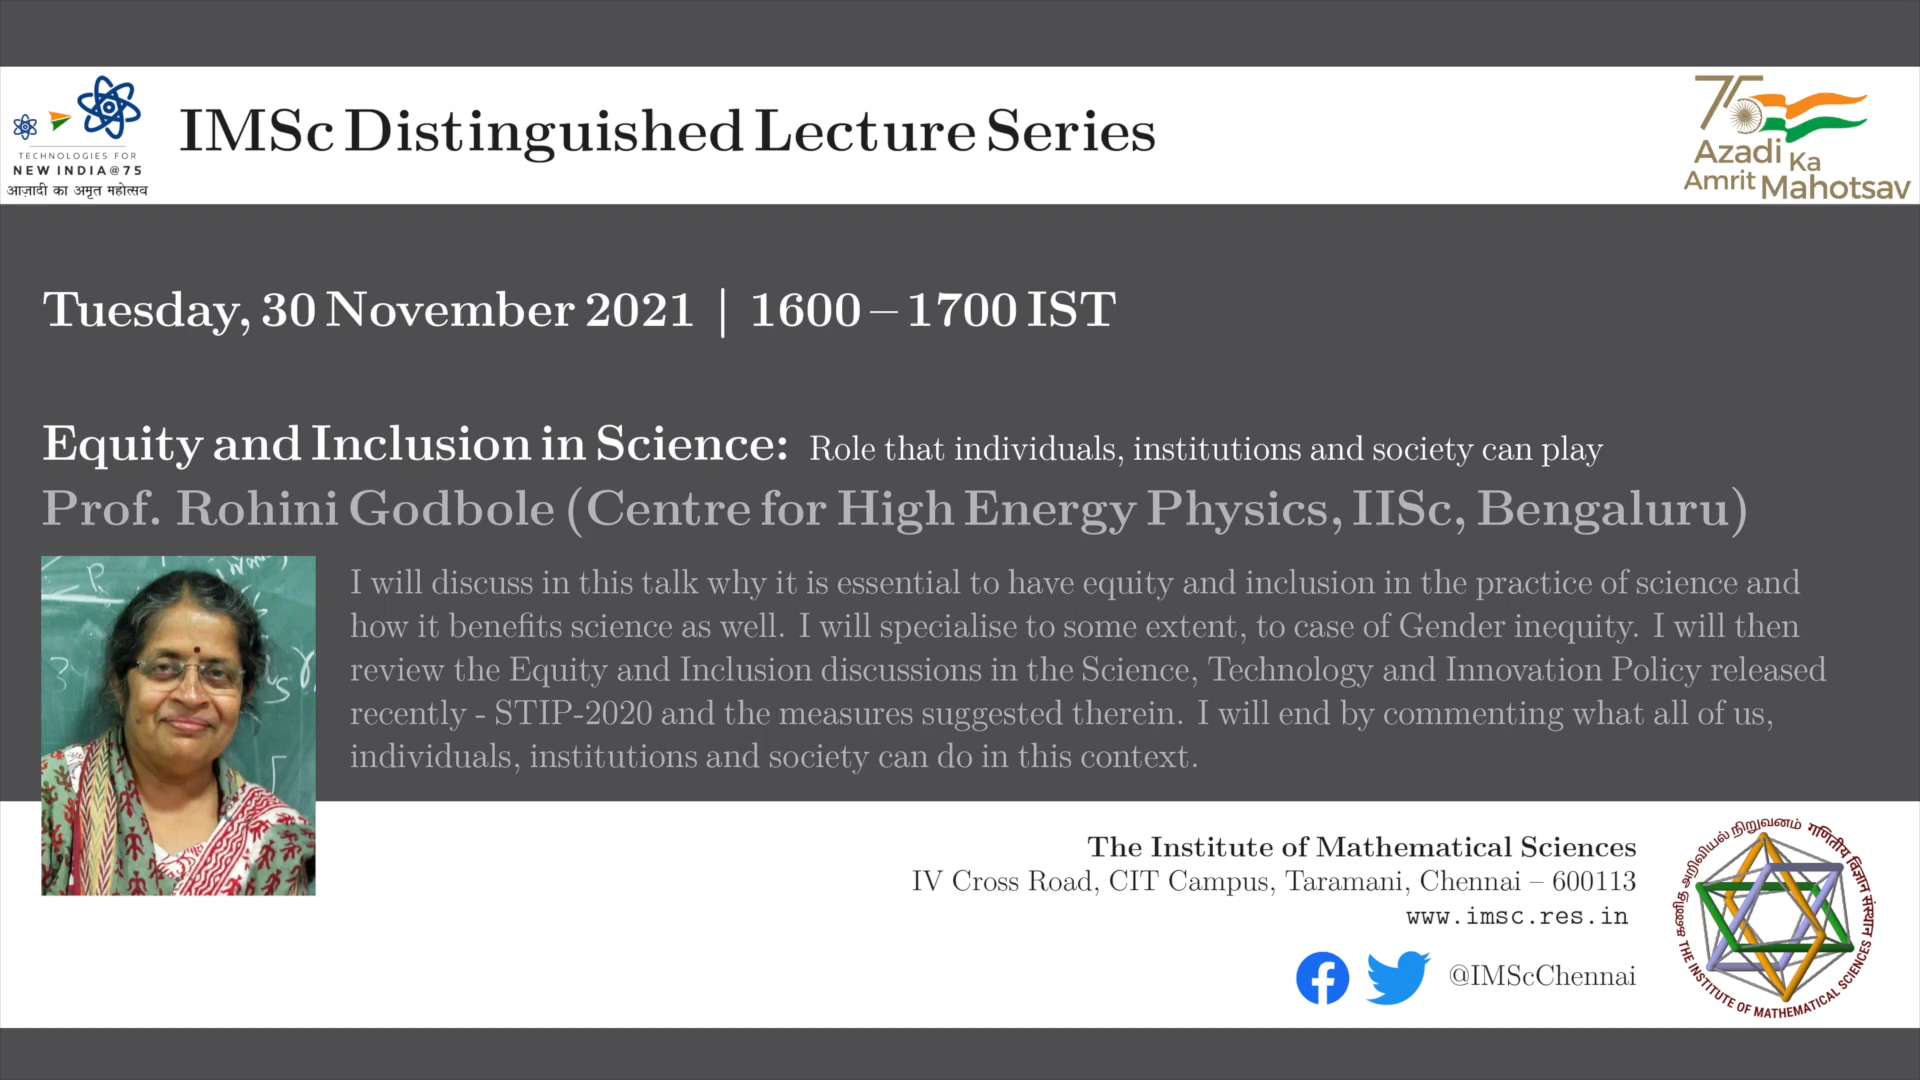 TECHNOLOGIES FOR
NEW INDIA@75
आज़ादी का अमृत महोत्सव
IMSc Distinguished Lecture Series
75
Azadi Ka
Amrit Mahotsav
Tuesday, 30 November 2021 | 1600 – 1700 IST
Equity and Inclusion in Science: Role that individuals, institutions and society can play
Prof. Rohini Godbole (Centre for High Energy Physics, IISc, Bengaluru)
I will discuss in this talk why it is essential to have equity and inclusion in the practice of science and
how it benefits science as well. I will specialise to some extent, to case of Gender inequity. I will then
review the Equity and Inclusion discussions in the Science, Technology and Innovation Policy released
recently - STIP-2020 and the measures suggested therein. I will end by commenting what all of us,
individuals, institutions and society can do in this context.
The Institute of Mathematical Sciences
IV Cross Road, CIT Campus, Taramani, Chennai – 600113
www.imsc.res.in
@IMScChennai
கணித அறிவியல் நிறுவனம்
गणितीय विज्ञान संस्थान
THE INSTITUTE OF MATHEMATICAL SCIENCES